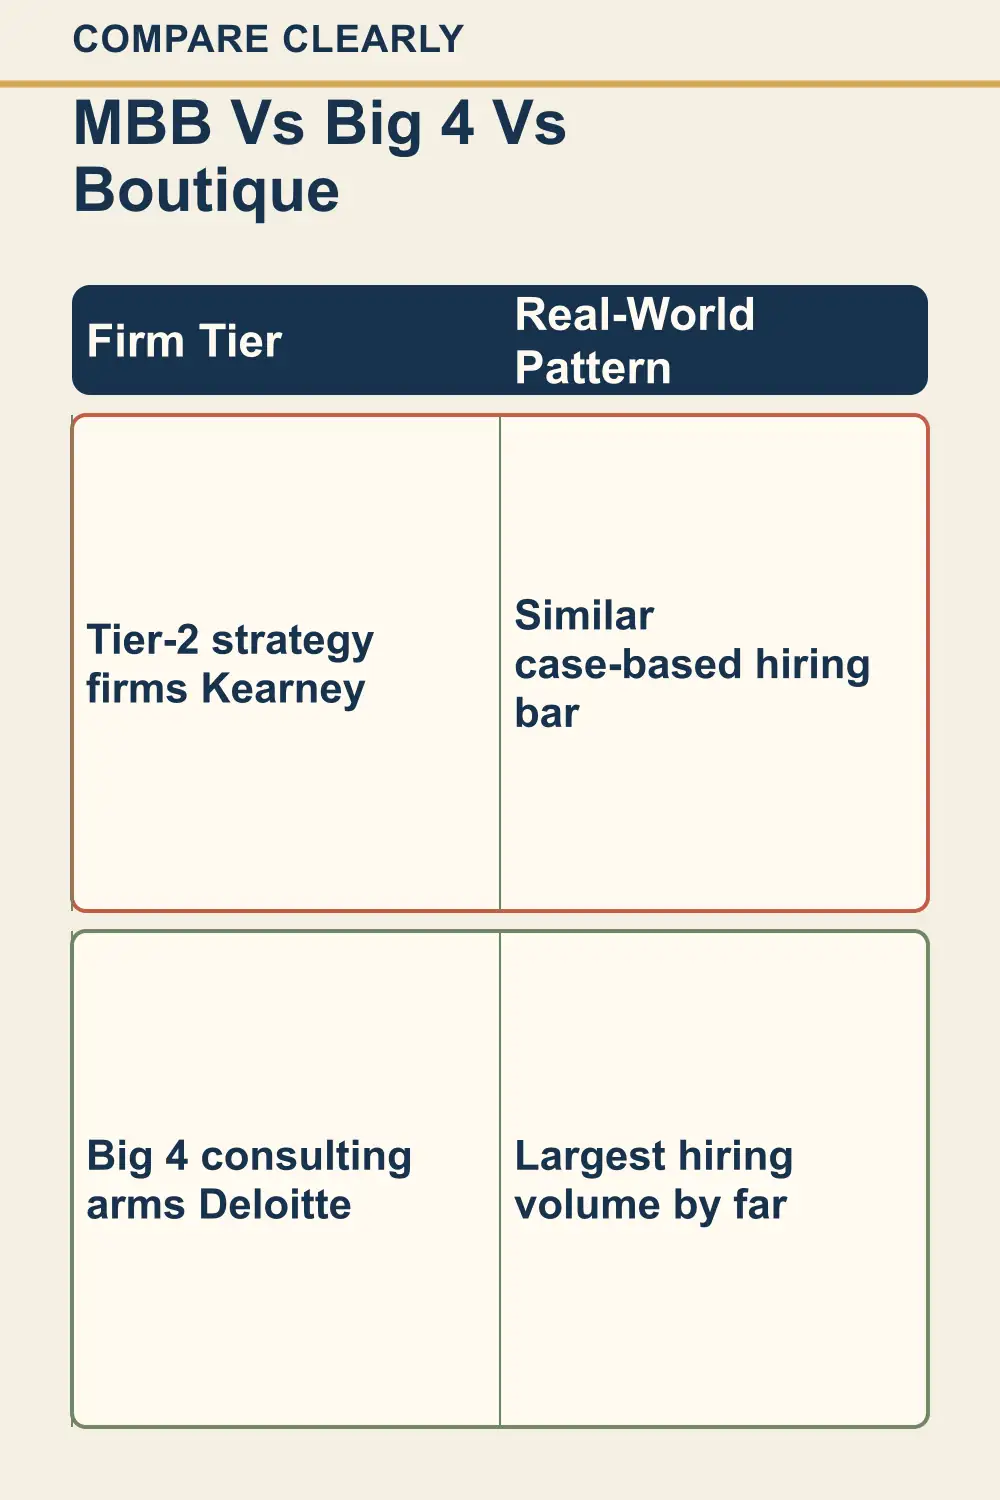 COMPARE CLEARLY
MBB Vs Big 4 Vs
Boutique
Firm Tier
Real-World
Pattern
Tier-2 strategy
firms Kearney
Similar
case-based hiring
bar
Big 4 consulting
arms Deloitte
Largest hiring
volume by far